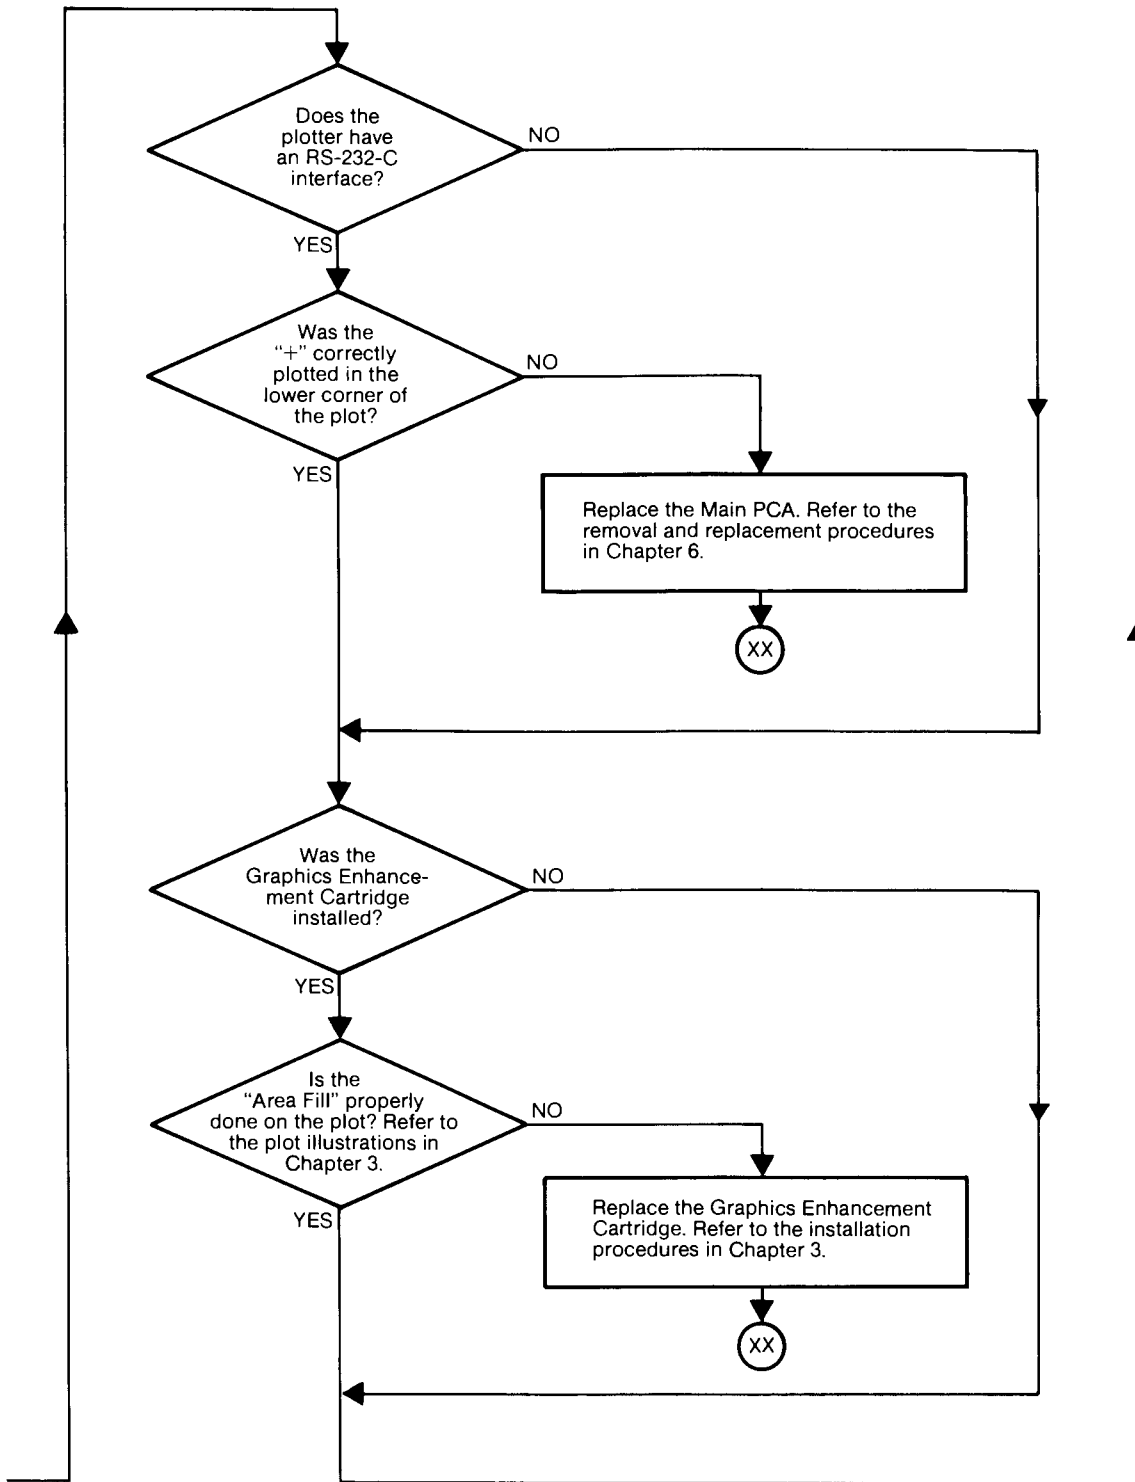 Does the
plotter have
an RS-232-C
interface?
NO
YES
Was the
"+" correctly
plotted in the
lower corner of
the plot?
NO
YES
Replace the Main PCA. Refer to the
removal and replacement procedures
in Chapter 6.
XX
Was the
Graphics Enhance-
ment Cartridge
installed?
NO
YES
Is the
"Area Fill" properly
done on the plot? Refer to
the plot illustrations in
Chapter 3.
NO
YES
Replace the Graphics Enhancement
Cartridge. Refer to the installation
procedures in Chapter 3.
XX